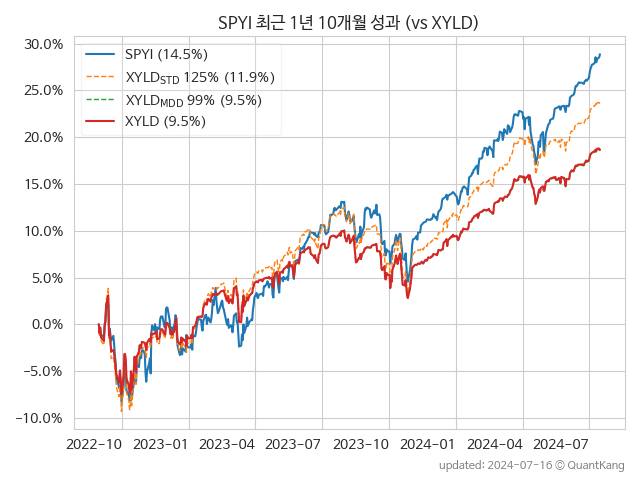 SPYI 최근 1년 10개월 성과 (vs XYLD)
30.0%
25.0%
20.0%
15.0%
10.0%
5.0%
0.0%
−5.0%
−10.0%
SPYI (14.5%)
XYLD_STD 125% (11.9%)
XYLD_MDD 99% (9.5%)
XYLD (9.5%)
2022-10 2023-01 2023-04 2023-07 2023-10 2024-01 2024-04 2024-07
updated: 2024-07-16 © QuantKang